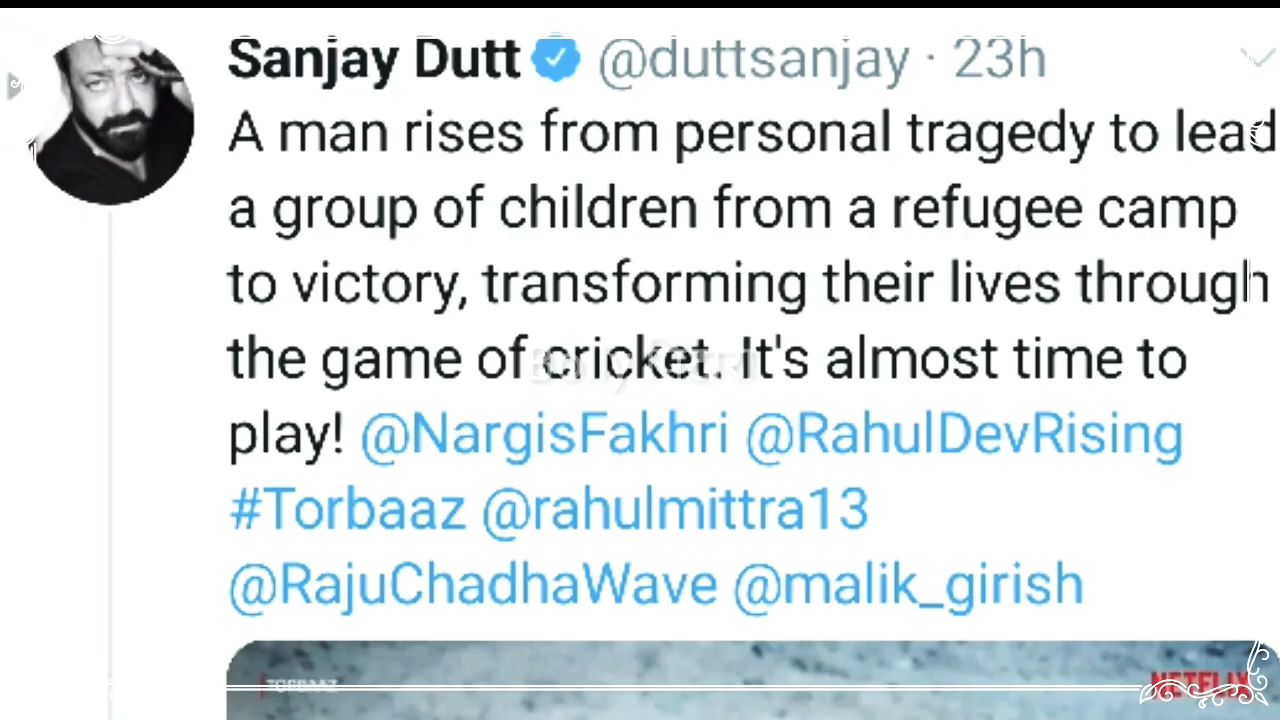 Sanjay Dutt @duttsanjay · 23h
A man rises from personal tragedy to lead
a group of children from a refugee camp
to victory, transforming their lives through
the game of cricket. It's almost time to
play! @NargisFakhri @RahulDevRising
#Torbaaz @rahulmittra13
@RajuChadhaWave @malik_girish
TORBAAZ
NETFLIX